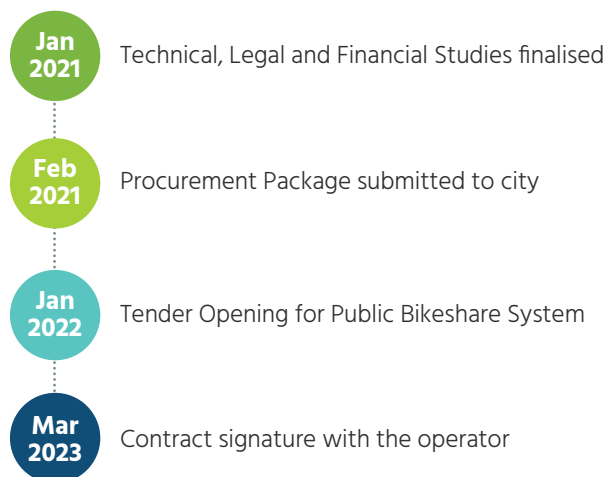 Jan
2021
Technical, Legal and Financial Studies finalised
Feb
2021
Procurement Package submitted to city
Jan
2022
Tender Opening for Public Bikeshare System
Mar
2023
Contract signature with the operator